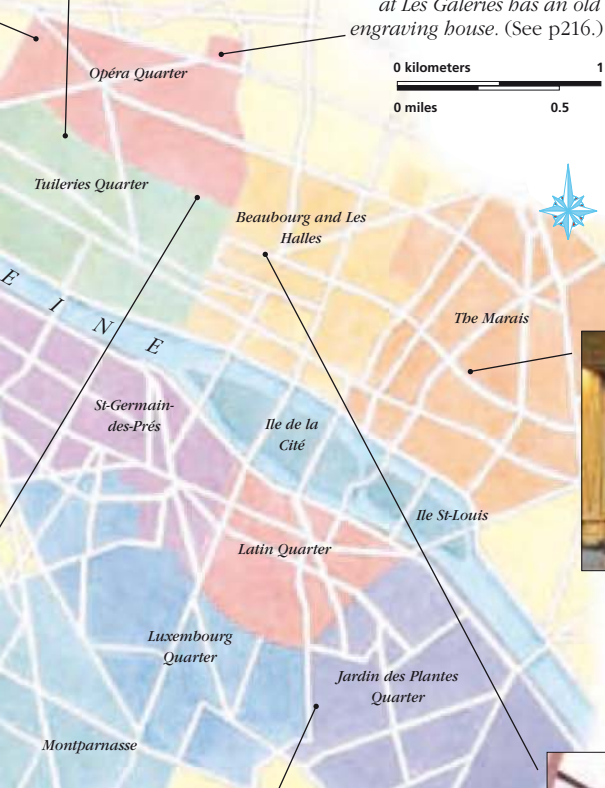 at Les Galeries has an old
engraving house. (See p216.)
0 kilometers 1
0 miles 0.5
Opéra Quarter
Tuileries Quarter
Beaubourg and Les
Halles
The Marais
E I N E
St-Germain-
des-Prés
Ile de la
Cité
Ile St-Louis
Latin Quarter
Luxembourg
Quarter
Jardin des Plantes
Quarter
Montparnasse